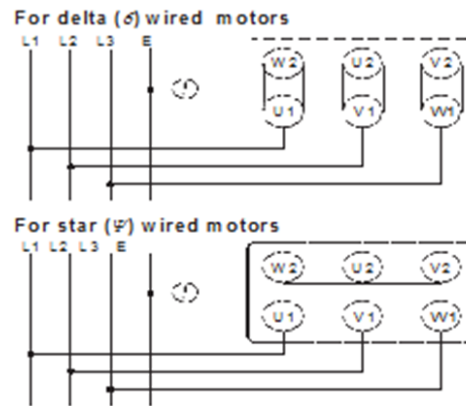 For delta (δ) wired motors
L1 L2 L3 E
W2 U2 V2
U1 V1 W1
For star (Ψ) wired motors
L1 L2 L3 E
W2 U2 V2
U1 V1 W1